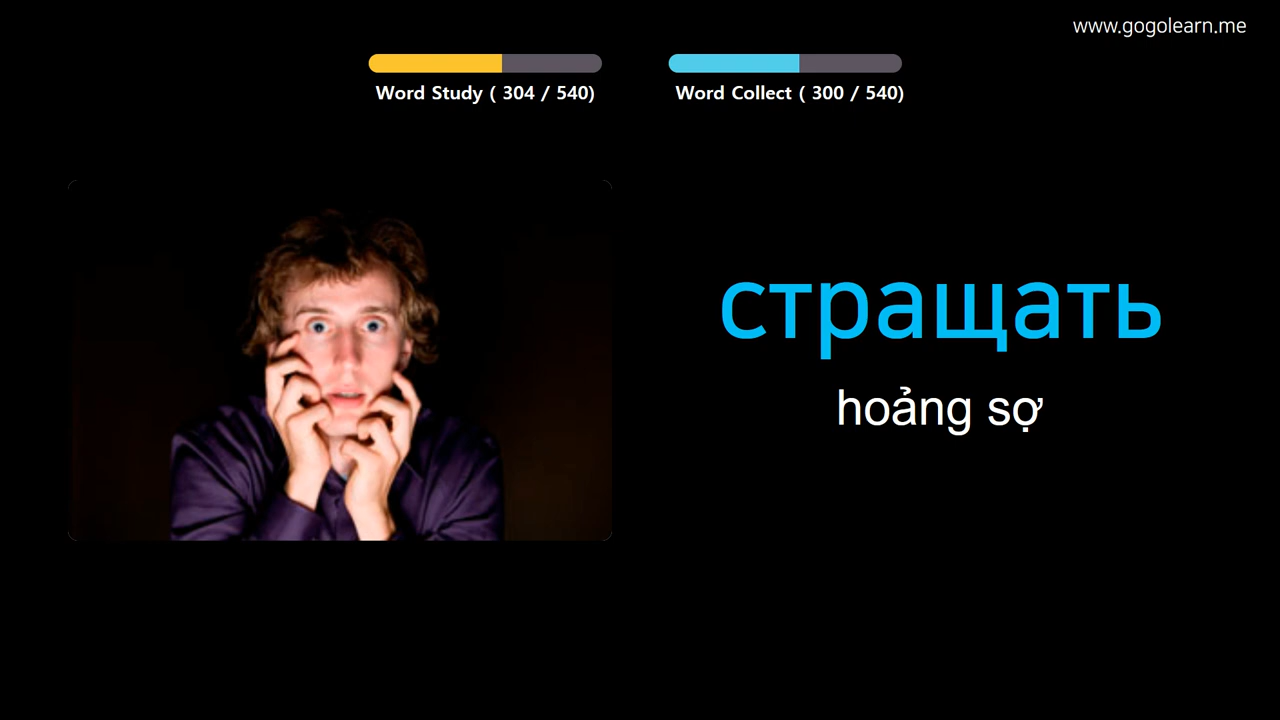 www.gogolearn.me
Word Study ( 304 / 540)
Word Collect ( 300 / 540)
стращать
hoảng sợ